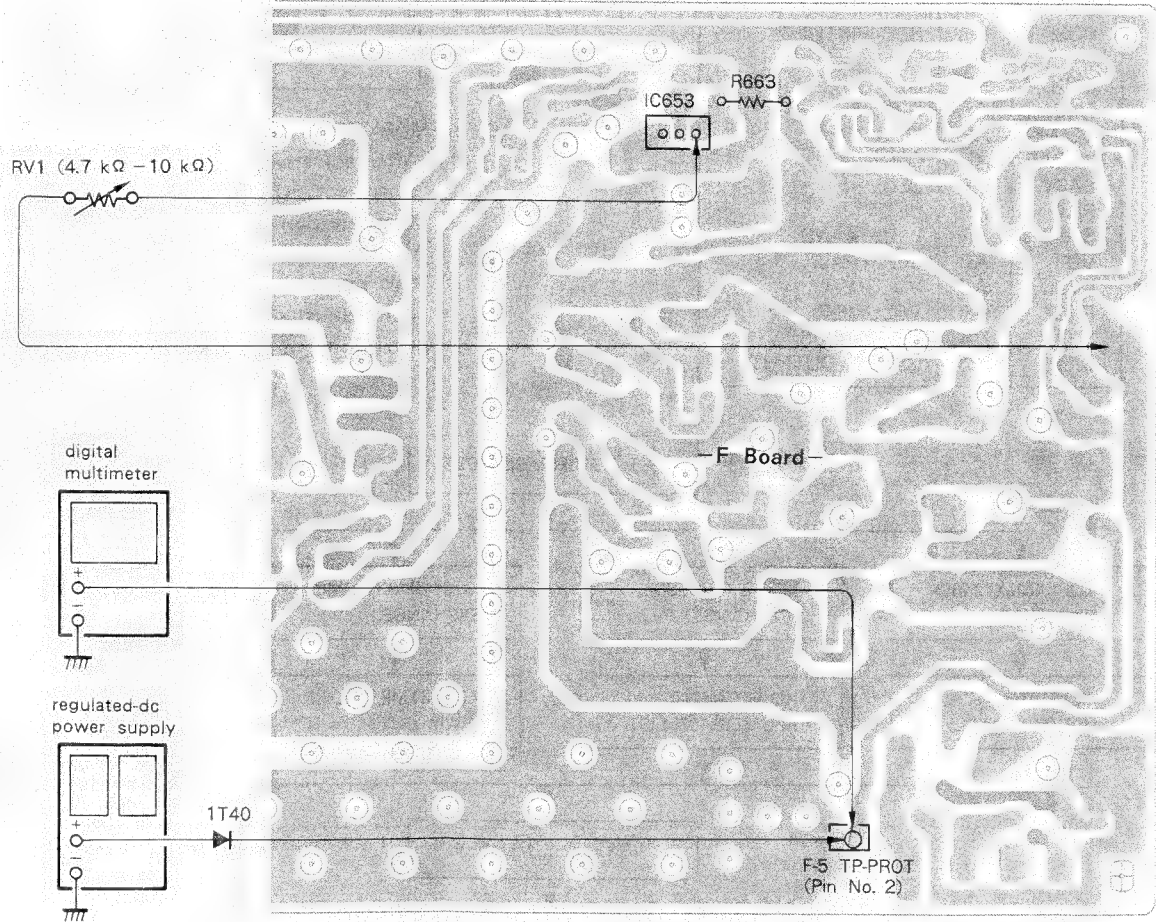 R663
IC653
RV1 (4.7 kΩ – 10 kΩ)
digital
multimeter
–F Board–
+
–
regulated-dc
power supply
1T40
+
–
F-5 TP-PROT
(Pin No. 2)